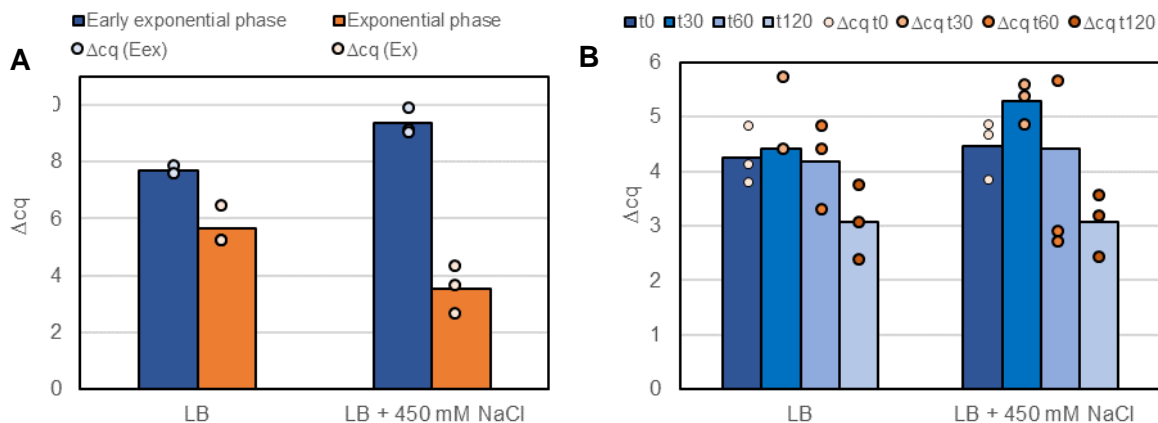 Early exponential phase Exponential phase
Δcq (Eex) Δcq (Ex)
A
0
8
6
4
2
0
Δcq
LB LB + 450 mM NaCl
t0 t30 t60 t120 Δcq t0 Δcq t30 Δcq t60 Δcq t120
B
6
5
4
3
2
1
0
Δcq
LB LB + 450 mM NaCl